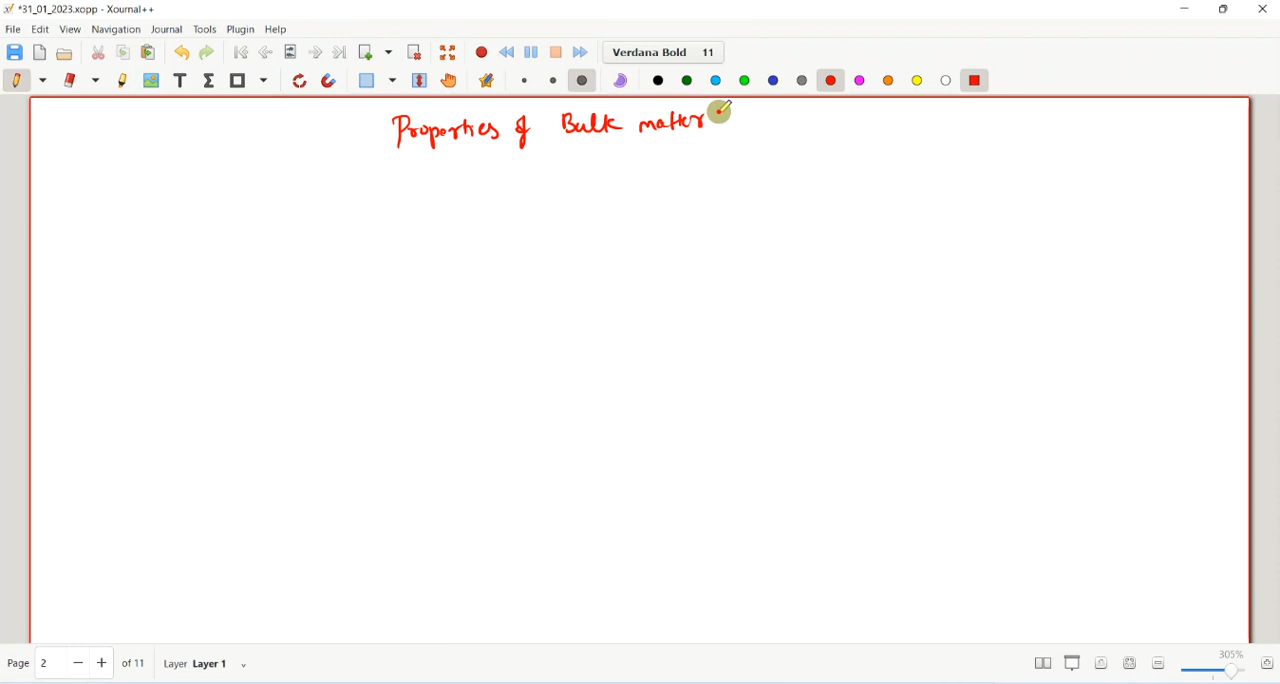 *31_01_2023.xopp - Xournal++
File Edit View Navigation Journal Tools Plugin Help
Verdana Bold 11
Properties of Bulk matter
Page 2 of 11 Layer Layer 1 305%